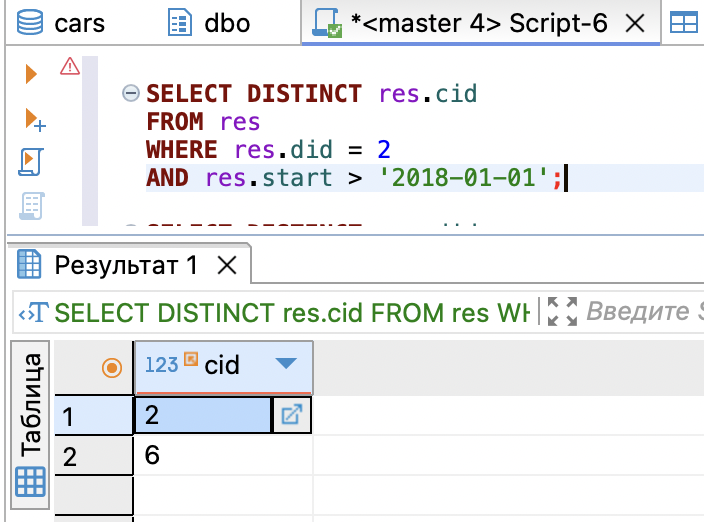 cars
dbo
*<master 4> Script-6
SELECT DISTINCT res.cid
FROM res
WHERE res.did = 2
AND res.start > '2018-01-01';
SELECT DISTINCT
Результат 1
SELECT DISTINCT res.cid FROM res WH
Введите S
Таблица
123 cid
1 2
2 6